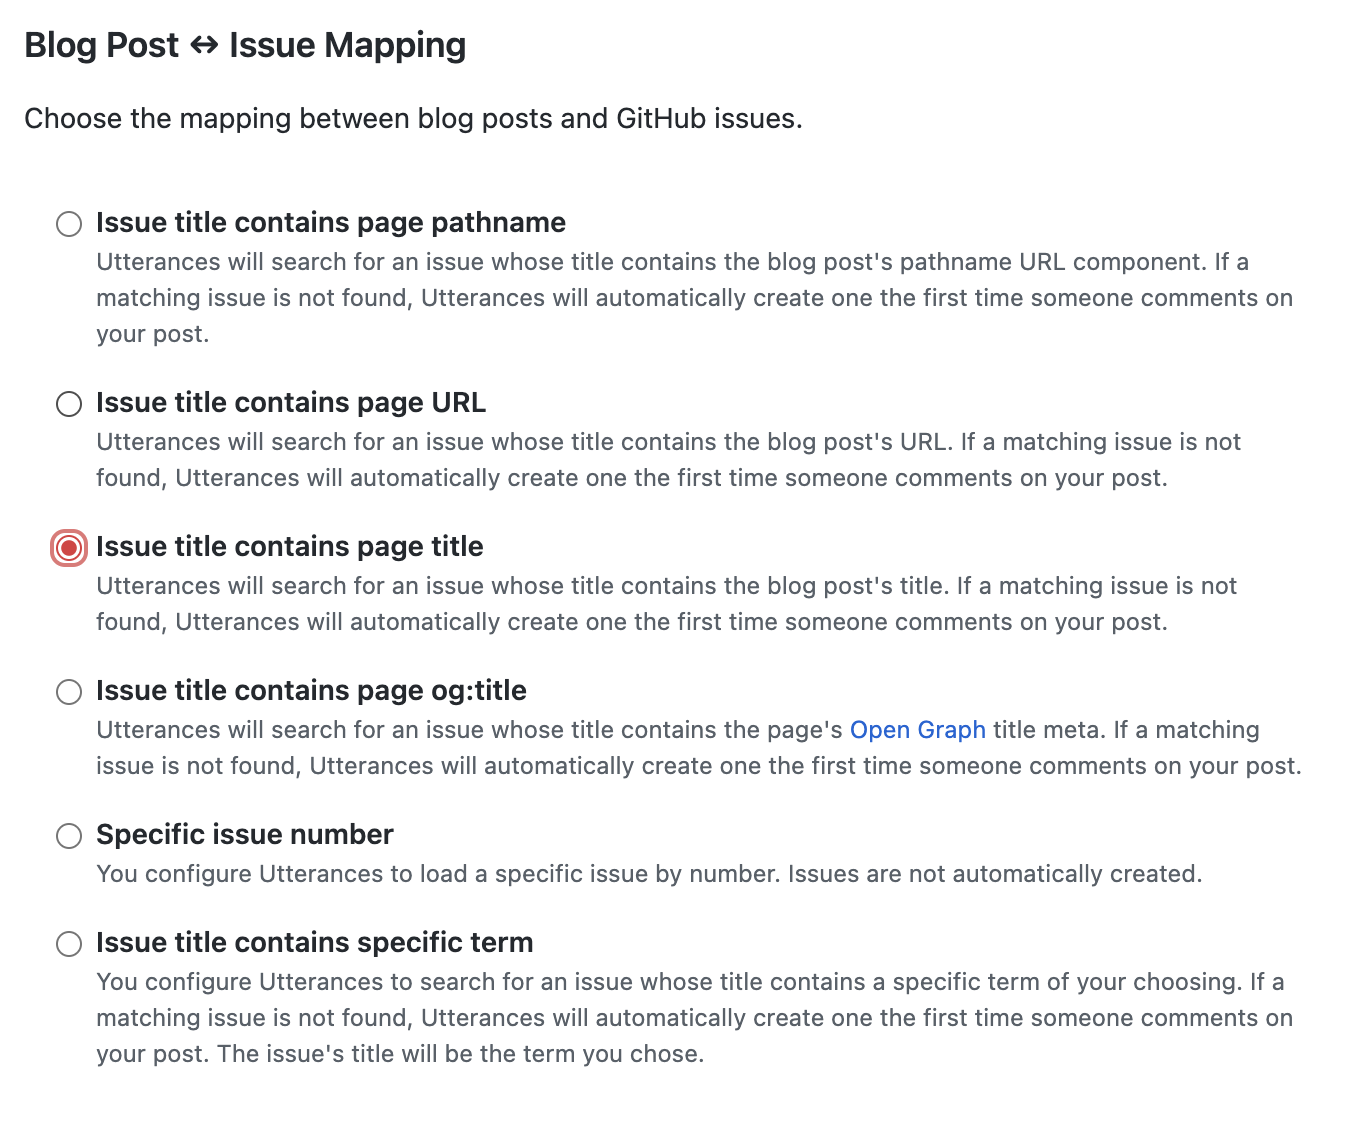 Blog Post ↔ Issue Mapping
Choose the mapping between blog posts and GitHub issues.
Issue title contains page pathname
Utterances will search for an issue whose title contains the blog post's pathname URL component. If a
matching issue is not found, Utterances will automatically create one the first time someone comments on
your post.
Issue title contains page URL
Utterances will search for an issue whose title contains the blog post's URL. If a matching issue is not
found, Utterances will automatically create one the first time someone comments on your post.
Issue title contains page title
Utterances will search for an issue whose title contains the blog post's title. If a matching issue is not
found, Utterances will automatically create one the first time someone comments on your post.
Issue title contains page og:title
Utterances will search for an issue whose title contains the page's Open Graph title meta. If a matching
issue is not found, Utterances will automatically create one the first time someone comments on your post.
Specific issue number
You configure Utterances to load a specific issue by number. Issues are not automatically created.
Issue title contains specific term
You configure Utterances to search for an issue whose title contains a specific term of your choosing. If a
matching issue is not found, Utterances will automatically create one the first time someone comments on
your post. The issue's title will be the term you chose.